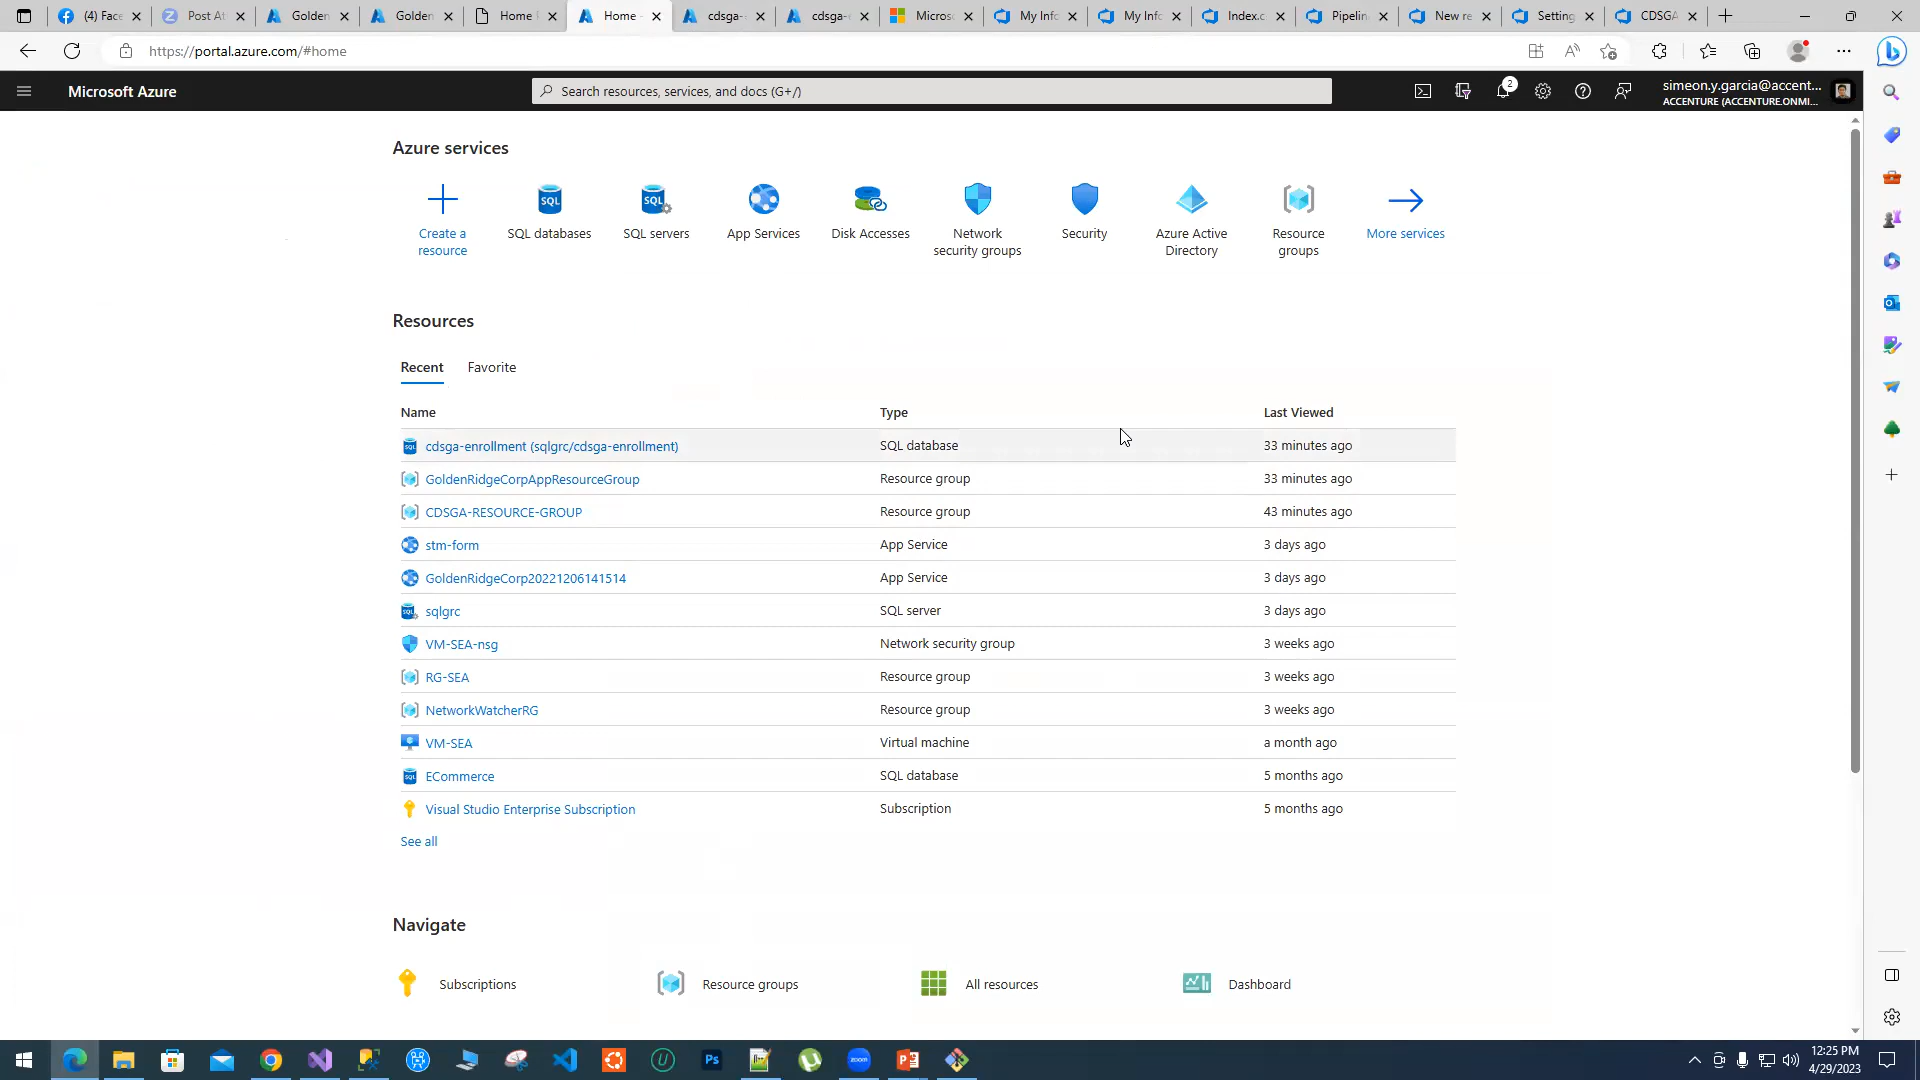 (4) Face
Post At
Golden
Golden
Home
Home -
cdsga-
cdsga-
Micros
My Info
My Info
Index.c
Pipelin
New re
Setting
CDSGA
https://portal.azure.com/#home
Microsoft Azure
Search resources, services, and docs (G+/)
2
simeon.y.garcia@accent...
ACCENTURE (ACCENTURE.ONMI...
Azure services
Create a resource
SQL databases
SQL servers
App Services
Disk Accesses
Network security groups
Security
Azure Active Directory
Resource groups
More services
Resources
Recent Favorite
Name Type Last Viewed
cdsga-enrollment (sqlgrc/cdsga-enrollment) SQL database 33 minutes ago
GoldenRidgeCorpAppResourceGroup Resource group 33 minutes ago
CDSGA-RESOURCE-GROUP Resource group 43 minutes ago
stm-form App Service 3 days ago
GoldenRidgeCorp20221206141514 App Service 3 days ago
sqlgrc SQL server 3 days ago
VM-SEA-nsg Network security group 3 weeks ago
RG-SEA Resource group 3 weeks ago
NetworkWatcherRG Resource group 3 weeks ago
VM-SEA Virtual machine a month ago
ECommerce SQL database 5 months ago
Visual Studio Enterprise Subscription Subscription 5 months ago
See all
Navigate
Subscriptions Resource groups All resources Dashboard
12:25 PM
4/29/2023